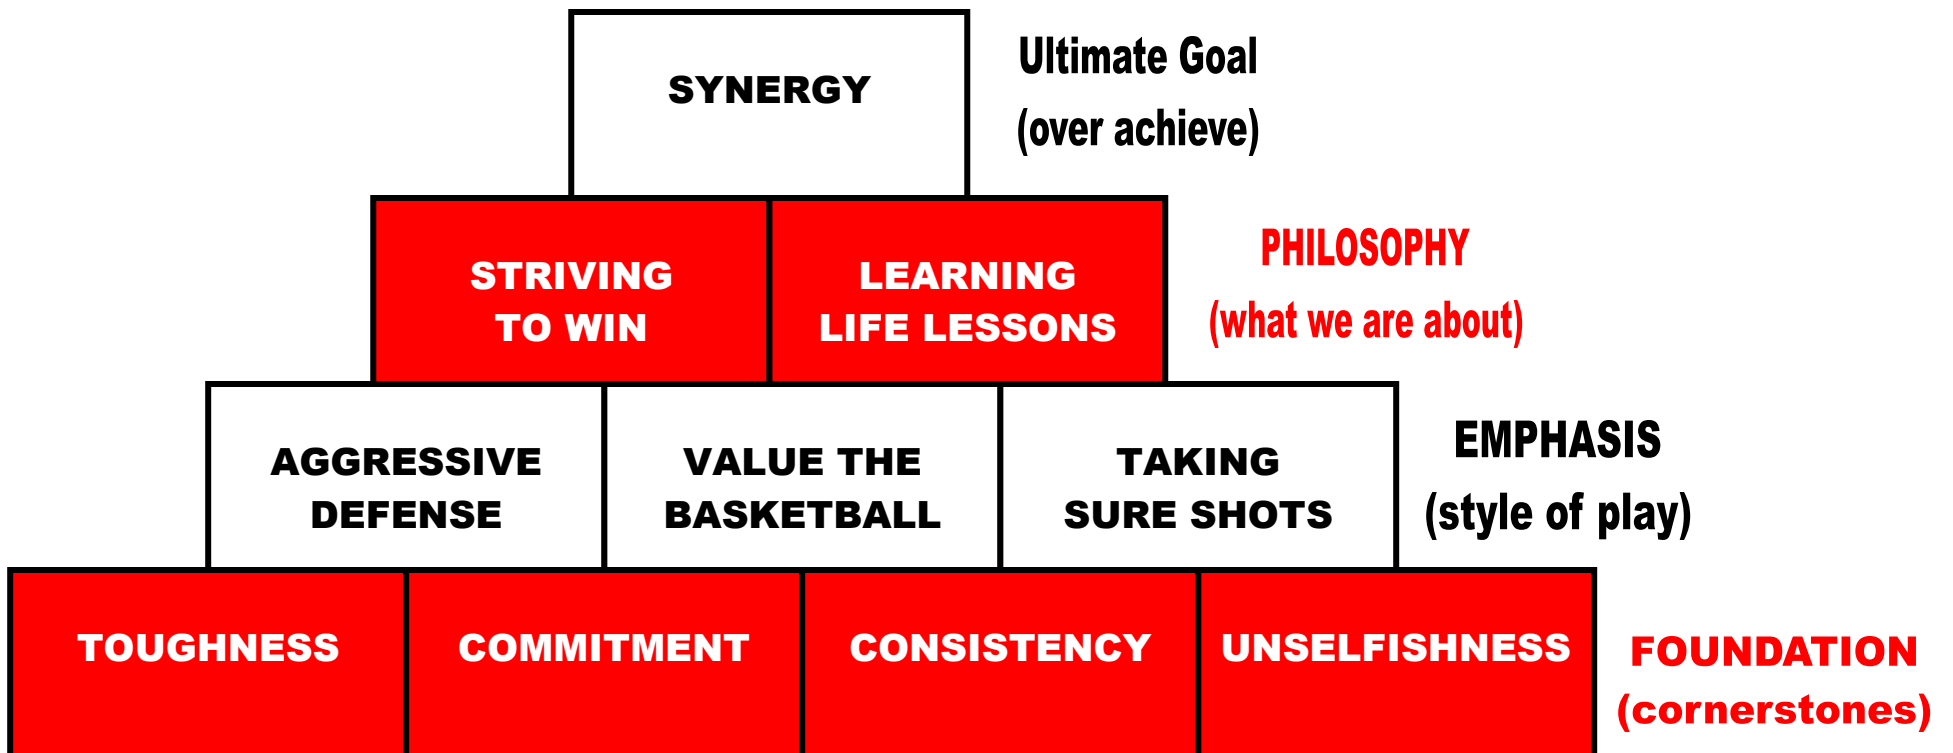 SYNERGY
Ultimate Goal
(over achieve)
STRIVING
TO WIN
LEARNING
LIFE LESSONS
PHILOSOPHY
(what we are about)
AGGRESSIVE
DEFENSE
VALUE THE
BASKETBALL
TAKING
SURE SHOTS
EMPHASIS
(style of play)
TOUGHNESS
COMMITMENT
CONSISTENCY
UNSELFISHNESS
FOUNDATION
(cornerstones)